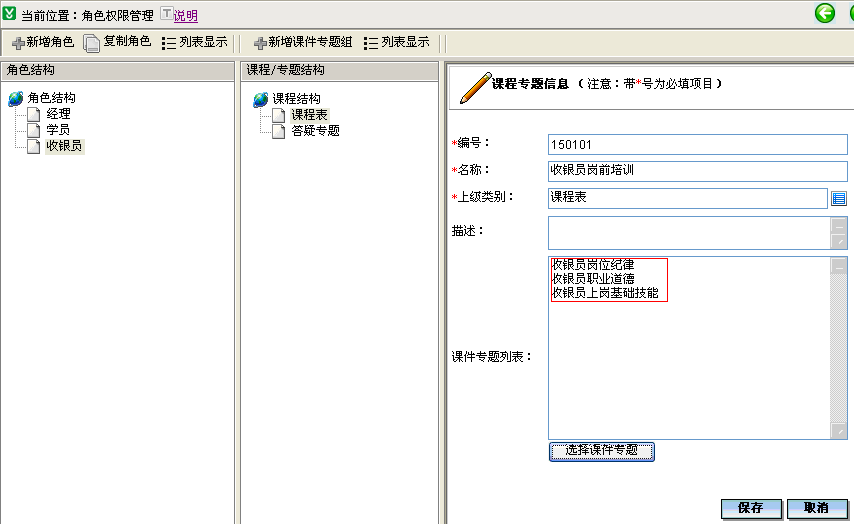 当前位置：角色权限管理 T说明
新增角色 复制角色 列表显示 新增课件专题组 列表显示
角色结构
角色结构
经理
学员
收银员
课程/专题结构
课程结构
课程表
答疑专题
课程专题信息 （注意：带*号为必填项目）
*编号： 150101
*名称： 收银员岗前培训
*上级类别： 课程表
描述：
课件专题列表：
收银员岗位纪律
收银员职业道德
收银员上岗基础技能
选择课件专题
保存 取消